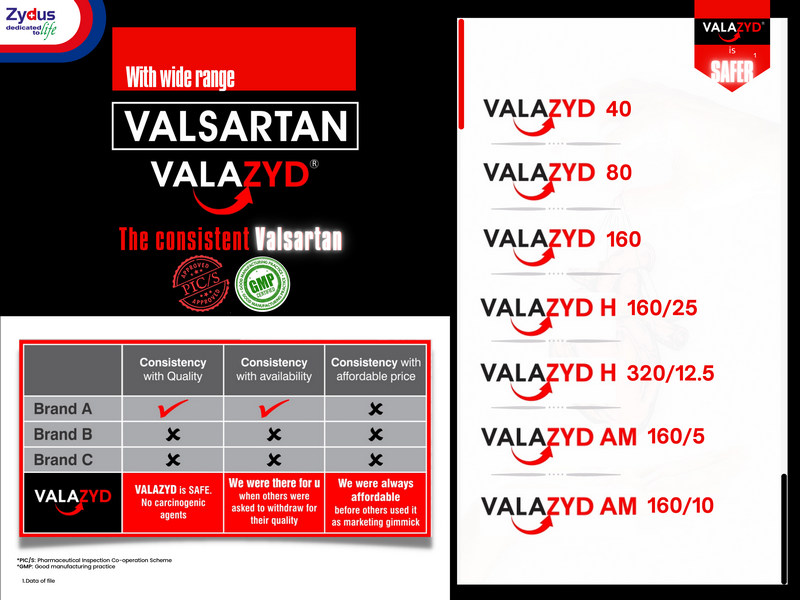 Zydus
dedicated
to life
With wide range
VALSARTAN
VALAZYD®
The consistent Valsartan
APPROVED
PIC/S
APPROVED
GMP
CERTIFIED
Consistency
with Quality
Consistency
with availability
Consistency with
affordable price
Brand A
Brand B
Brand C
VALAZYD
VALAZYD is SAFE.
No carcinogenic
agents
We were there for u
when others were
asked to withdraw for
their quality
We were always
affordable
before others used it
as marketing gimmick
*PIC/S: Pharmaceutical Inspection Co-operation Scheme
*GMP: Good manufacturing practice
1.Data of file
VALAZYD®
is
SAFER 1
VALAZYD 40
VALAZYD 80
VALAZYD 160
VALAZYD H 160/25
VALAZYD H 320/12.5
VALAZYD AM 160/5
VALAZYD AM 160/10